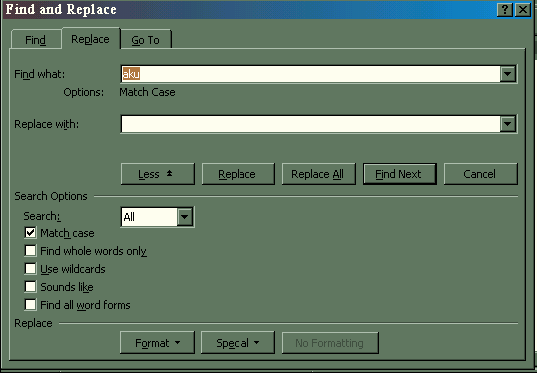 Find and Replace
Find Replace Go To
Find what: aku
Options: Match Case
Replace with:
Less Replace Replace All Find Next Cancel
Search Options
Search: All
Match case
Find whole words only
Use wildcards
Sounds like
Find all word forms
Replace
Format Special No Formatting